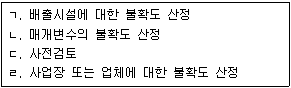 ㄱ. 배출시설에 대한 불확도 산정
ㄴ. 매개변수의 불확도 산정
ㄷ. 사전검토
ㄹ. 사업장 또는 업체에 대한 불확도 산정